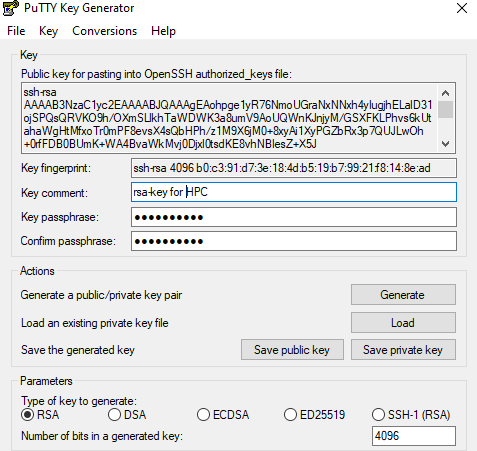 PuTTY Key Generator
File Key Conversions Help
Key
Public key for pasting into OpenSSH authorized_keys file:
ssh-rsa
AAAAB3NzaC1yc2EAAAABJQAAAgEAohpge1yR76NmoUGraNxNNxh4yIugjhELaID31
ojSPQsQRVKO9h/OXmSLlkhTaWDWK3a8umV9AoUQWnKJnjyM/GSXFKLPhvs6kUt
ahaWgHtMfxoTr0mPF8evsX4sQbHPh/z1M9X6jM0+8xyAi1XyPGZbRx3p7QUJLwOh
+0rfFDB0BUmK+WA4BvaWkMvj0DjxI0tsdKE8vhNBlesZ+X5J
Key fingerprint: ssh-rsa 4096 b0:c3:91:d7:3e:18:4d:b5:19:b7:99:21:f8:14:8e:ad
Key comment: rsa-key for HPC
Key passphrase: ●●●●●●●●●●
Confirm passphrase: ●●●●●●●●●●
Actions
Generate a public/private key pair Generate
Load an existing private key file Load
Save the generated key Save public key Save private key
Parameters
Type of key to generate:
RSA DSA ECDSA ED25519 SSH-1 (RSA)
Number of bits in a generated key: 4096